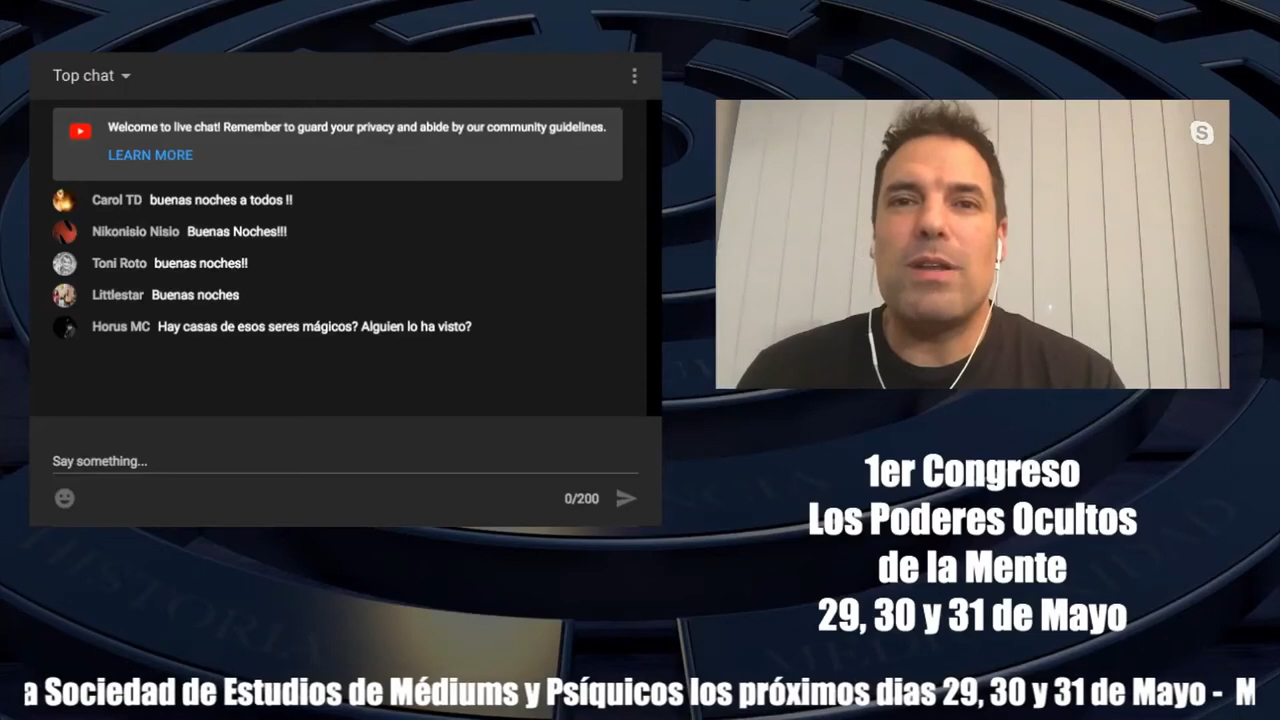 Top chat
Welcome to live chat! Remember to guard your privacy and abide by our community guidelines.
LEARN MORE
Carol TD buenas noches a todos !!
Nikonisio Nisio Buenas Noches!!!
Toni Roto buenas noches!!
Littlestar Buenas noches
Horus MC Hay casas de esos seres mágicos? Alguien lo ha visto?
Say something...
0/200
S
1er Congreso
Los Poderes Ocultos
de la Mente
29, 30 y 31 de Mayo
HISTORIA
a Sociedad de Estudios de Médiums y Psíquicos los próximos dias 29, 30 y 31 de Mayo - M